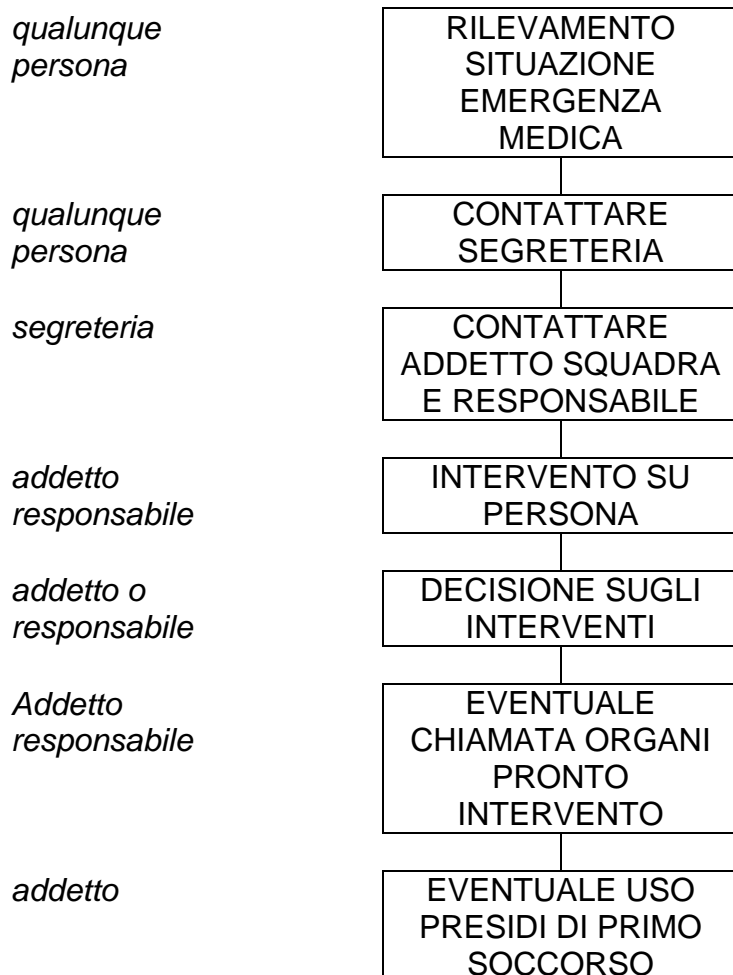 qualunque
persona
RILEVAMENTO
SITUAZIONE
EMERGENZA
MEDICA
qualunque
persona
CONTATTARE
SEGRETERIA
segreteria
CONTATTARE
ADDETTO SQUADRA
E RESPONSABILE
addetto
responsabile
INTERVENTO SU
PERSONA
addetto o
responsabile
DECISIONE SUGLI
INTERVENTI
Addetto
responsabile
EVENTUALE
CHIAMATA ORGANI
PRONTO
INTERVENTO
addetto
EVENTUALE USO
PRESIDI DI PRIMO
SOCCORSO